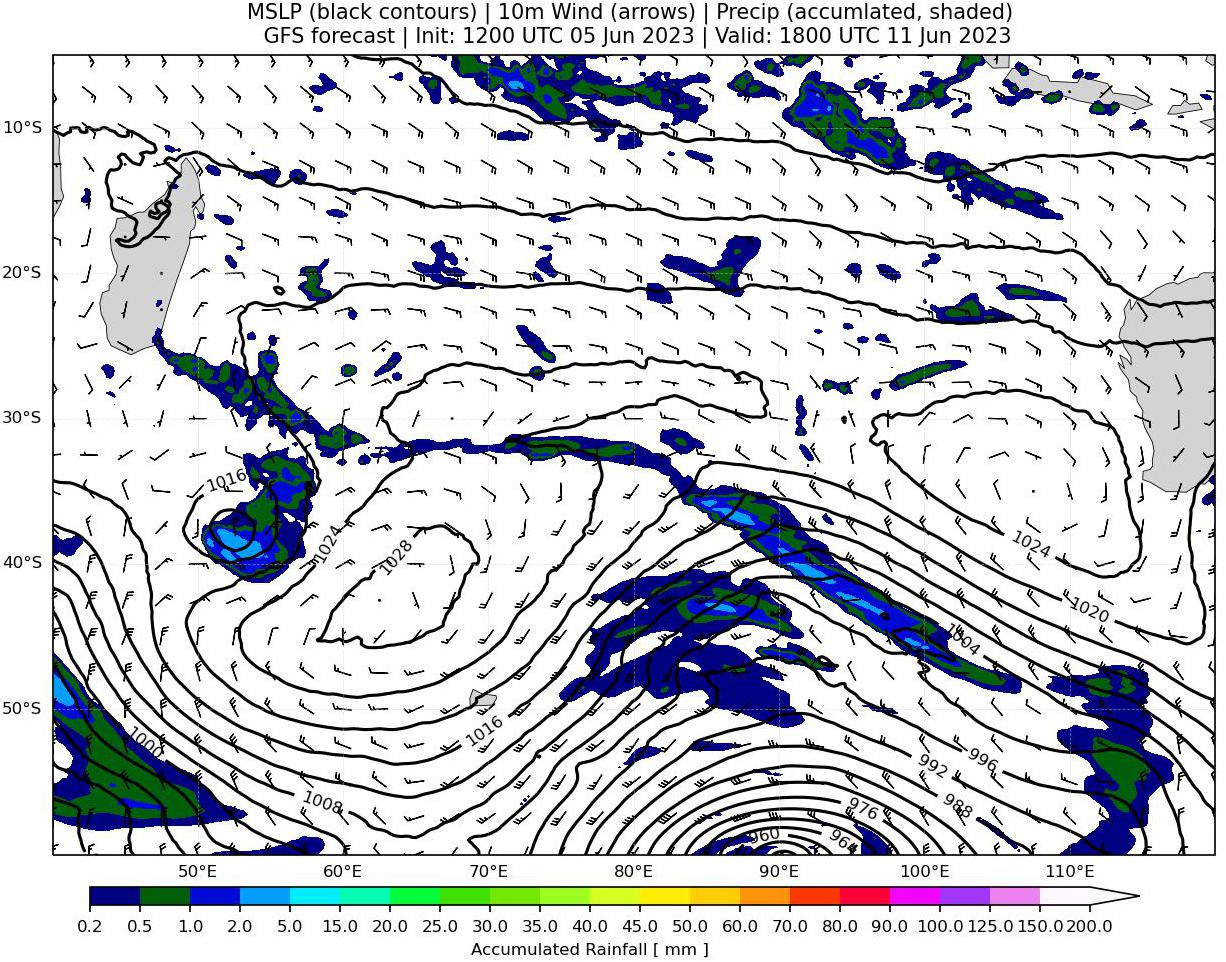 MSLP (black contours) | 10m Wind (arrows) | Precip (accumlated, shaded)
GFS forecast | Init: 1200 UTC 05 Jun 2023 | Valid: 1800 UTC 11 Jun 2023
10°S
20°S
30°S
1016
1024
1028
1024
40°S
1020
1004
50°S
1016
1000
996
992
1008
988
976
960
964
50°E 60°E 70°E 80°E 90°E 100°E 110°E
0.2 0.5 1.0 2.0 5.0 10.0 15.0 20.0 25.0 30.0 35.0 40.0 45.0 50.0 60.0 70.0 80.0 90.0 100.0 125.0 150.0 200.0
Accumulated Rainfall [ mm ]